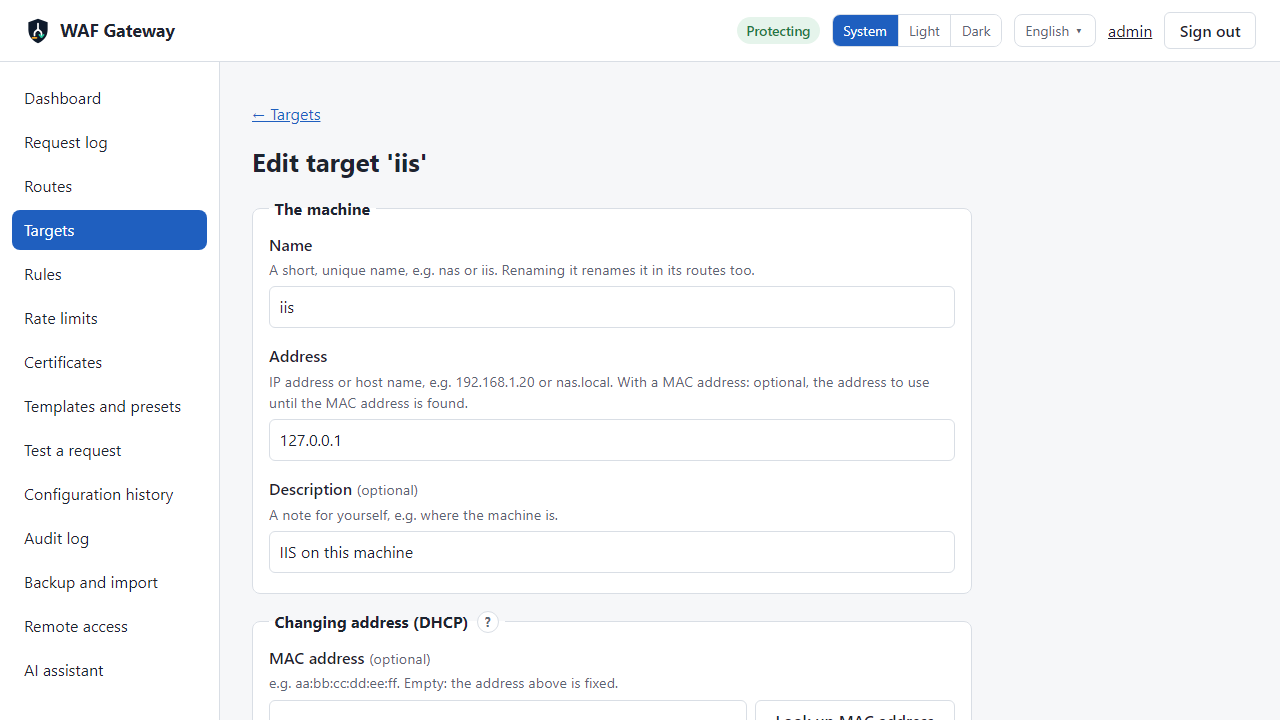 WAF Gateway
Protecting
System
Light
Dark
English ▾
admin
Sign out
Dashboard
Request log
Routes
Targets
Rules
Rate limits
Certificates
Templates and presets
Test a request
Configuration history
Audit log
Backup and import
Remote access
AI assistant
← Targets
Edit target 'iis'
The machine
Name
A short, unique name, e.g. nas or iis. Renaming it renames it in its routes too.
iis
Address
IP address or host name, e.g. 192.168.1.20 or nas.local. With a MAC address: optional, the address to use
until the MAC address is found.
127.0.0.1
Description (optional)
A note for yourself, e.g. where the machine is.
IIS on this machine
Changing address (DHCP) ?
MAC address (optional)
e.g. aa:bb:cc:dd:ee:ff. Empty: the address above is fixed.
Look up MAC address